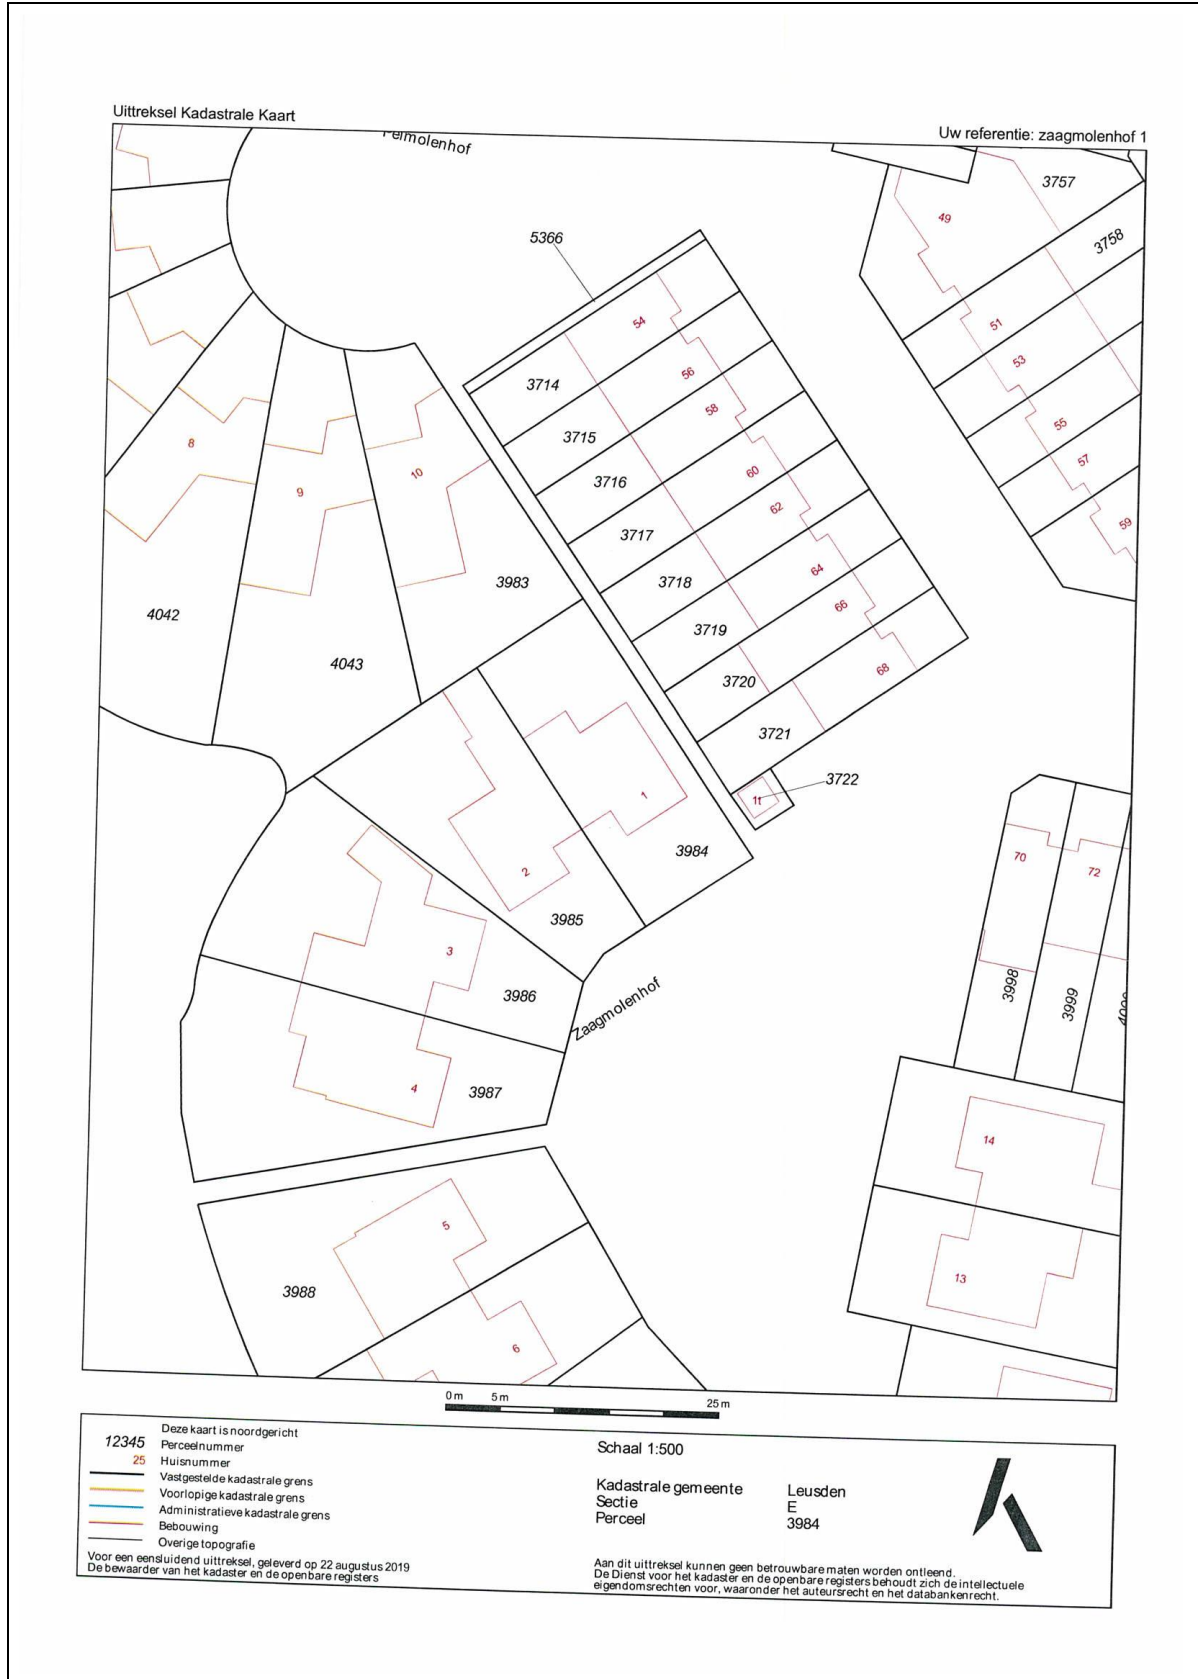 Uittreksel Kadastrale Kaart
Uw referentie: zaagmolenhof 1
Pelmolenhof
3757
49
3758
5366
54
51
3714
56
53
3715
58
55
8
10
60
57
9
3716
62
59
3717
3983
64
3718
4042
66
3719
4043
68
3720
3721
3722
1t
1
3984
70
72
2
3985
3
3986
3998
3999
Zaagmolenhof
4
3987
14
5
13
3988
6
0 m 5 m 25 m
Deze kaart is noordgericht
12345 Perceelnummer
25 Huisnummer
Vastgestelde kadastrale grens
Voorlopige kadastrale grens
Administratieve kadastrale grens
Bebouwing
Overige topografie
Voor een eensluidend uittreksel, geleverd op 22 augustus 2019
De bewaarder van het kadaster en de openbare registers
Schaal 1:500
Kadastrale gemeente Leusden
Sectie E
Perceel 3984
Aan dit uittreksel kunnen geen betrouwbare maten worden ontleend.
De Dienst voor het kadaster en de openbare registers behoudt zich de intellectuele
eigendomsrechten voor, waaronder het auteursrecht en het databankenrecht.